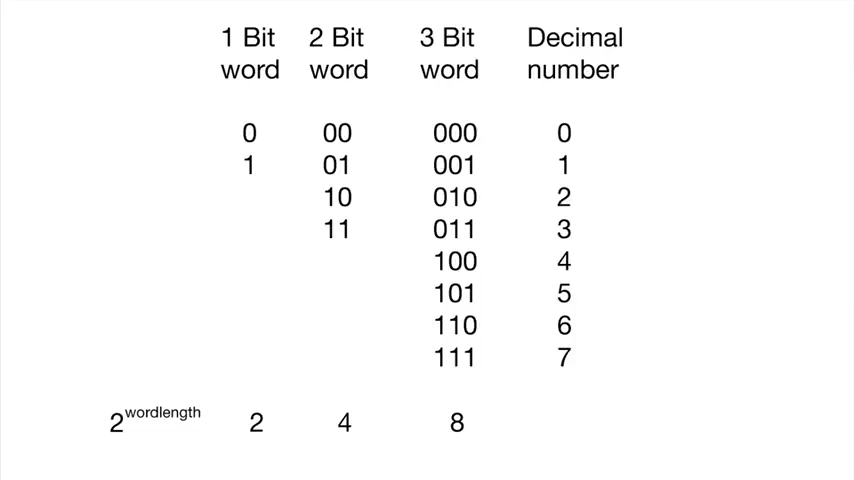 1 Bit 2 Bit 3 Bit Decimal
word word word number
0 00 000 0
1 01 001 1
10 010 2
11 011 3
100 4
101 5
110 6
111 7
2^wordlength 2 4 8